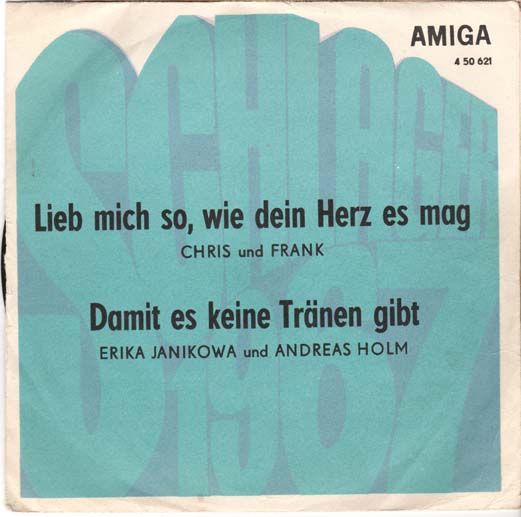 AMIGA
4 50 621
SCHLAGER
1967
Lieb mich so, wie dein Herz es mag
CHRIS und FRANK
Damit es keine Tränen gibt
ERIKA JANIKOWA und ANDREAS HOLM